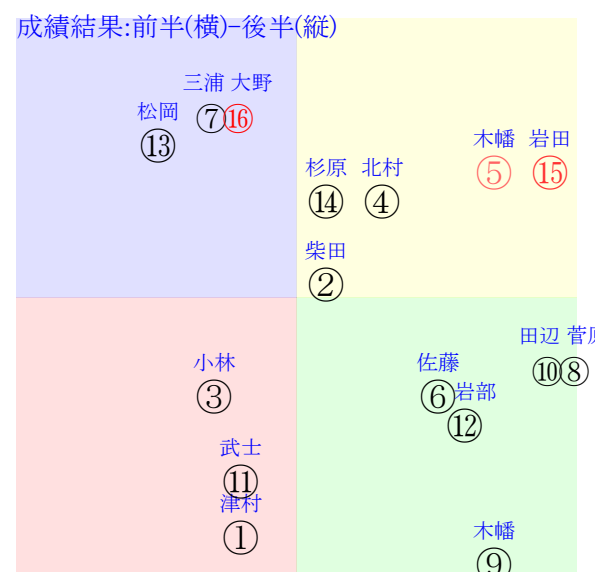 成績結果:前半(横)-後半(縦)
三浦 大野
松岡 ⑦⑯
⑬
木幡 岩田
杉原 北村
⑤ ⑮
⑭ ④
柴田
②
田辺 菅原
小林 佐藤
⑩⑧
③ ⑥岩部
⑫
武士
⑪
津村
①
木幡
⑨